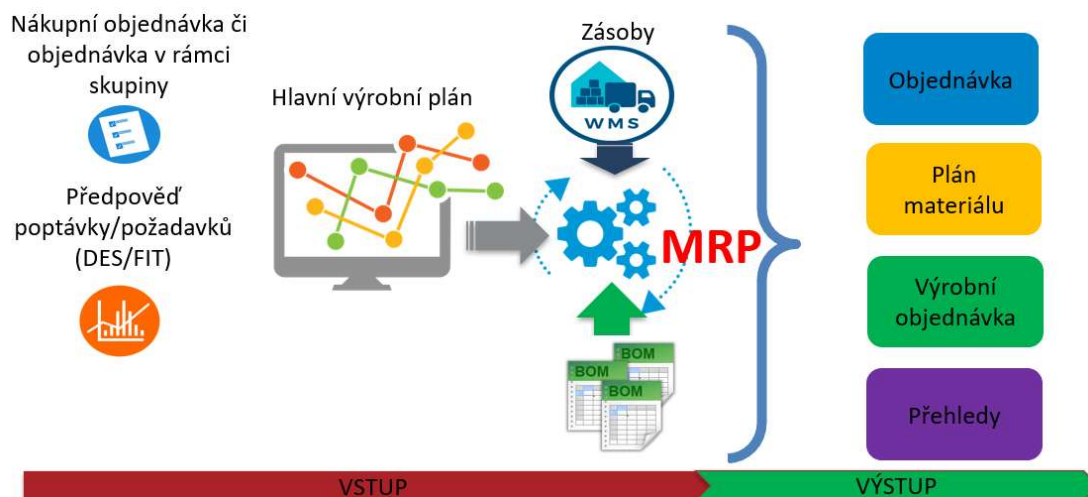 Nákupní objednávka či
objednávka v rámci
skupiny
Předpověď
poptávky/požadavků
(DES/FIT)
Hlavní výrobní plán
Zásoby
WMS
MRP
BOM
BOM
BOM
Objednávka
Plán
materiálu
Výrobní
objednávka
Přehledy
VSTUP
VÝSTUP